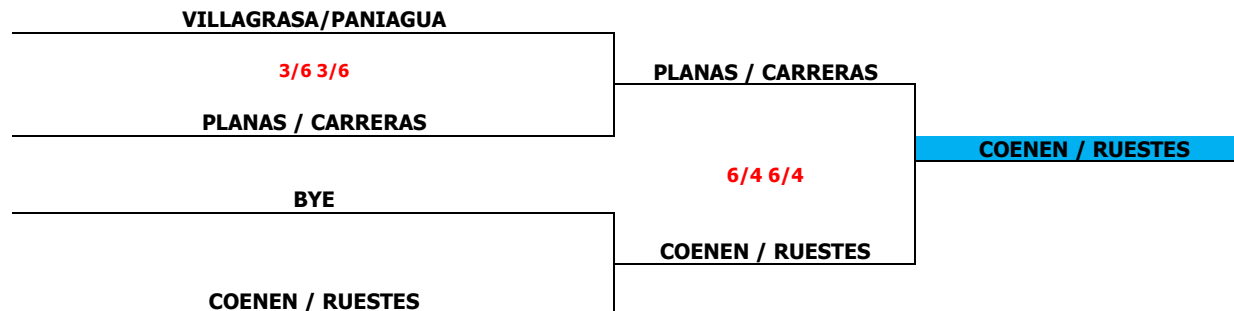 VILLAGRASA/PANIAGUA
3/6 3/6
PLANAS / CARRERAS
PLANAS / CARRERAS
COENEN / RUESTES
6/4 6/4
BYE
COENEN / RUESTES
COENEN / RUESTES